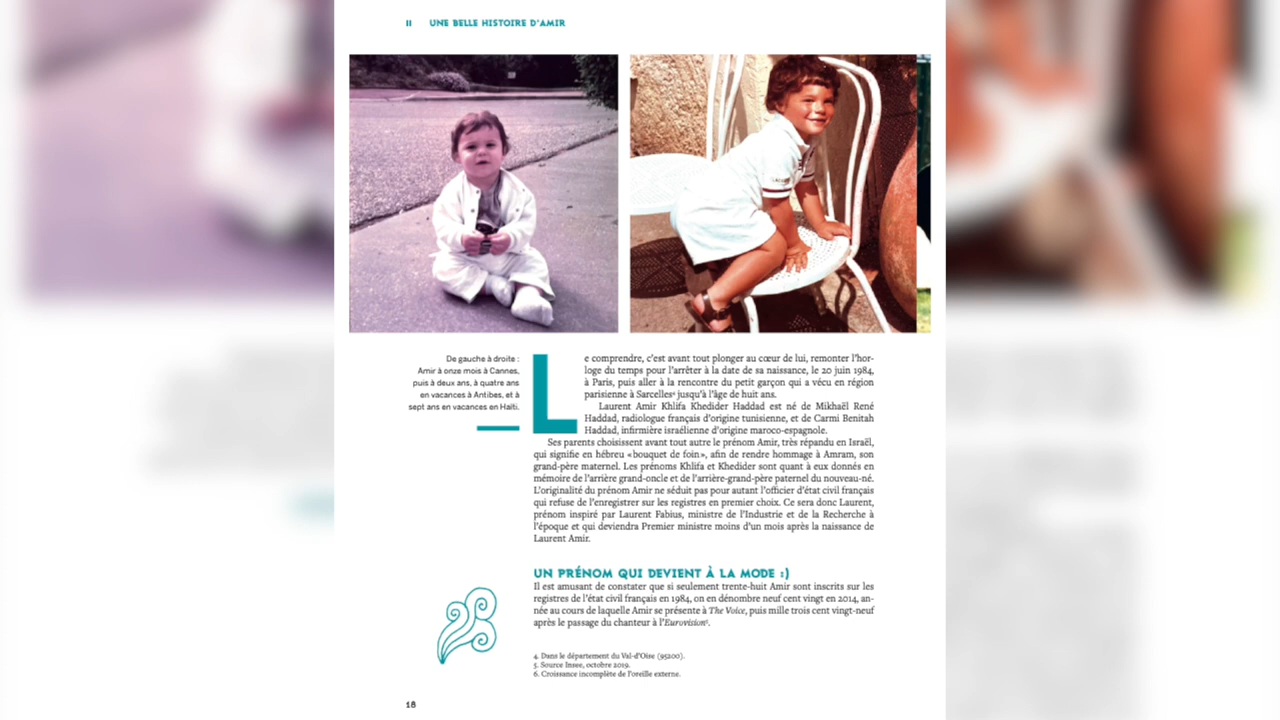 II UNE BELLE HISTOIRE D'AMIR
De gauche à droite :
Amir à onze mois à Cannes,
puis à deux ans, à quatre ans
en vacances à Antibes, et à
sept ans en vacances en Haïti.
Le comprendre, c'est avant tout plonger au cœur de lui, remonter l'hor-
loge du temps pour l'arrêter à la date de sa naissance, le 20 juin 1984,
à Paris, puis aller à la rencontre du petit garçon qui a vécu en région
parisienne à Sarcelles⁴ jusqu'à l'âge de huit ans.
Laurent Amir Khlifa Khedider Haddad est né de Mikhaël René
Haddad, radiologue français d'origine tunisienne, et de Carmi Benitah
Haddad, infirmière israélienne d'origine maroco-espagnole.
Ses parents choisissent avant tout autre le prénom Amir, très répandu en Israël,
qui signifie en hébreu « bouquet de foin », afin de rendre hommage à Amram, son
grand-père maternel. Les prénoms Khlifa et Khedider sont quant à eux donnés en
mémoire de l'arrière grand-oncle et de l'arrière-grand-père paternel du nouveau-né.
L'originalité du prénom Amir ne séduit pas pour autant l'officier d'état civil français
qui refuse de l'enregistrer sur les registres en premier choix. Ce sera donc Laurent,
prénom inspiré par Laurent Fabius, ministre de l'Industrie et de la Recherche à
l'époque et qui deviendra Premier ministre moins d'un mois après la naissance de
Laurent Amir.
UN PRÉNOM QUI DEVIENT À LA MODE :)
Il est amusant de constater que si seulement trente-huit Amir sont inscrits sur les
registres de l'état civil français en 1984, on en dénombre neuf cent vingt en 2014, an-
née au cours de laquelle Amir se présente à The Voice, puis mille trois cent vingt-neuf
après le passage du chanteur à l'Eurovision⁵.
4. Dans le département du Val-d'Oise (95200).
5. Source Insee, octobre 2019.
6. Croissance incomplète de l'oreille externe.
18